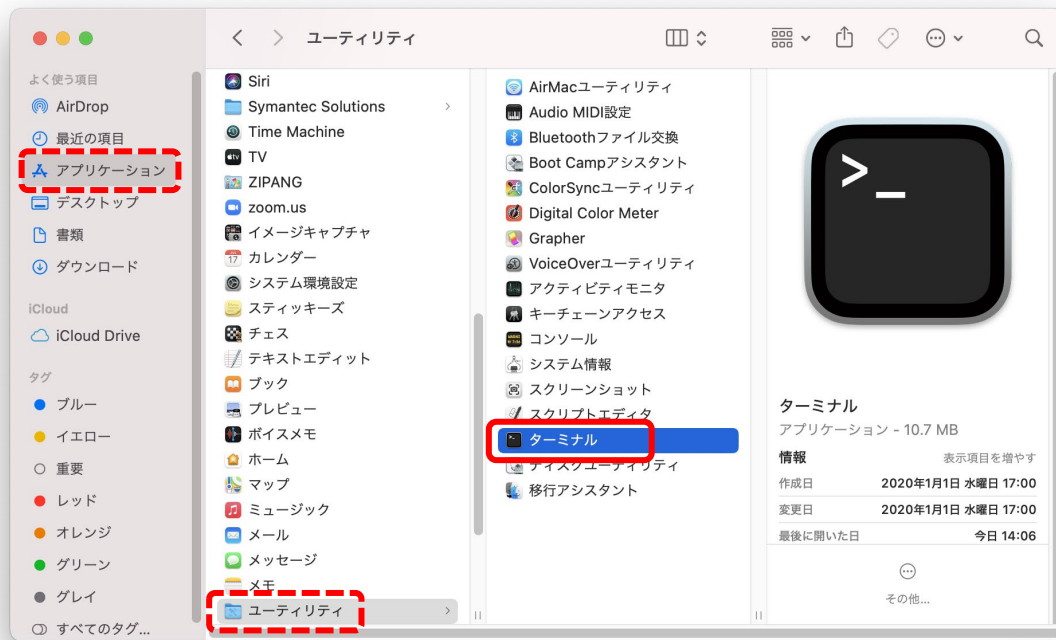 ユーティリティ
よく使う項目
AirDrop
最近の項目
アプリケーション
デスクトップ
書類
ダウンロード
iCloud
iCloud Drive
タグ
ブルー
イエロー
重要
レッド
オレンジ
グリーン
グレイ
すべてのタグ...
Siri
Symantec Solutions
Time Machine
TV
ZIPANG
zoom.us
イメージキャプチャ
カレンダー
システム環境設定
スティッキーズ
チェス
テキストエディット
ブック
プレビュー
ボイスメモ
ホーム
マップ
ミュージック
メール
メッセージ
メモ
ユーティリティ
AirMacユーティリティ
Audio MIDI設定
Bluetoothファイル交換
Boot Campアシスタント
ColorSyncユーティリティ
Digital Color Meter
Grapher
VoiceOverユーティリティ
アクティビティモニタ
キーチェーンアクセス
コンソール
システム情報
スクリーンショット
スクリプトエディタ
ターミナル
ディスクユーティリティ
移行アシスタント
>_
ターミナル
アプリケーション - 10.7 MB
情報 表示項目を増やす
作成日 2020年1月1日 水曜日 17:00
変更日 2020年1月1日 水曜日 17:00
最後に開いた日 今日 14:06
その他...